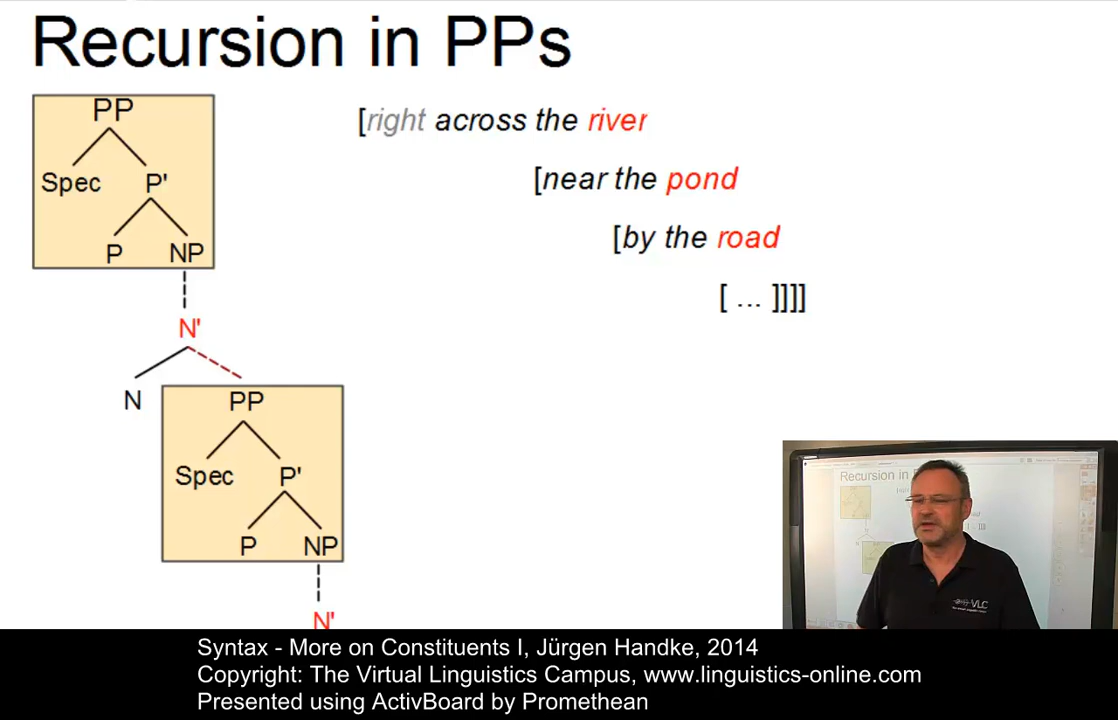 Recursion in PPs
PP
Spec P'
P NP
N'
N PP
Spec P'
P NP
N'
[right across the river
[near the pond
[by the road
[ ... ]]]]
Recursion in P
VLC
Syntax - More on Constituents I, Jürgen Handke, 2014
Copyright: The Virtual Linguistics Campus, www.linguistics-online.com
Presented using ActivBoard by Promethean